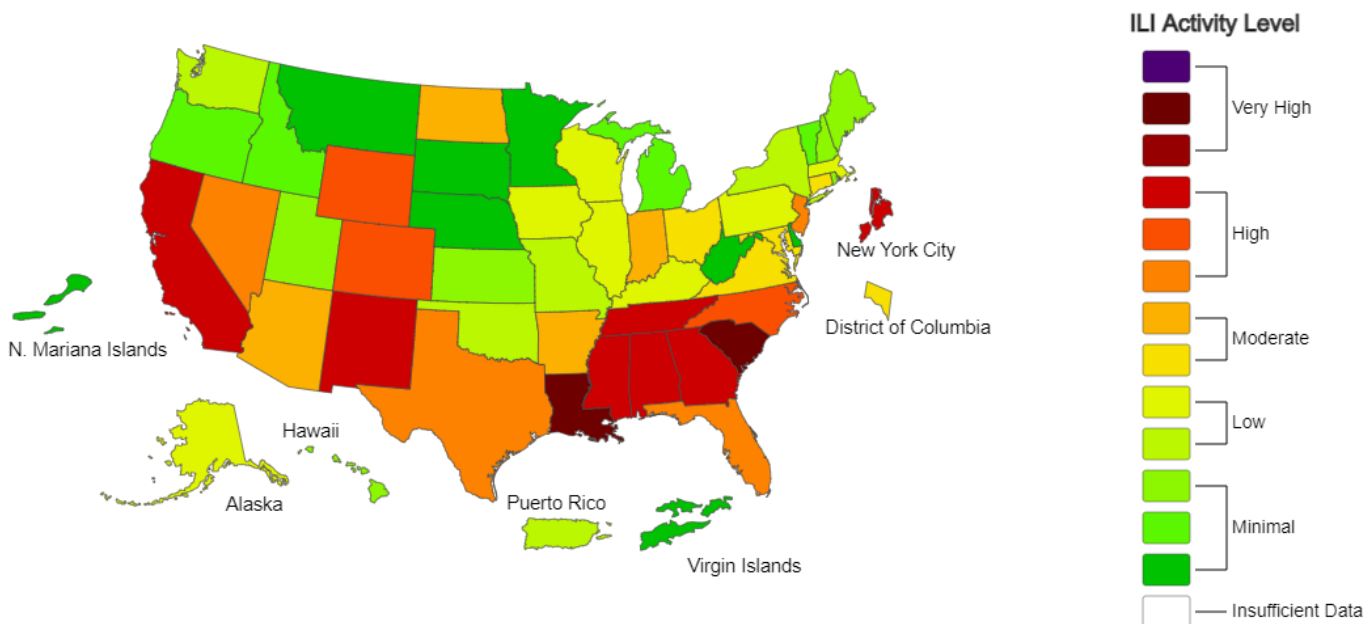 ILI Activity Level
Very High
High
New York City
District of Columbia
Moderate
N. Mariana Islands
Low
Hawaii
Alaska
Puerto Rico
Minimal
Virgin Islands
Insufficient Data